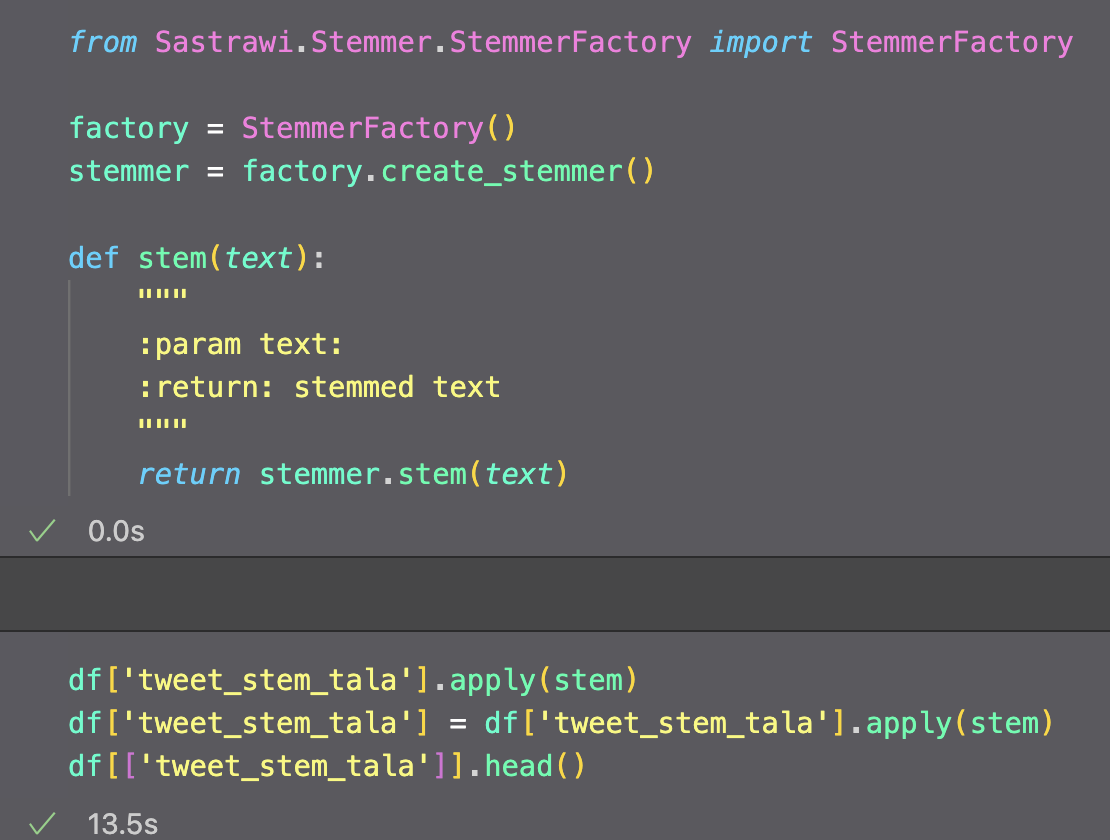 from Sastrawi.Stemmer.StemmerFactory import StemmerFactory
factory = StemmerFactory()
stemmer = factory.create_stemmer()
def stem(text):
"""
:param text:
:return: stemmed text
"""
return stemmer.stem(text)
0.0s
df['tweet_stem_tala'].apply(stem)
df['tweet_stem_tala'] = df['tweet_stem_tala'].apply(stem)
df[['tweet_stem_tala']].head()
13.5s